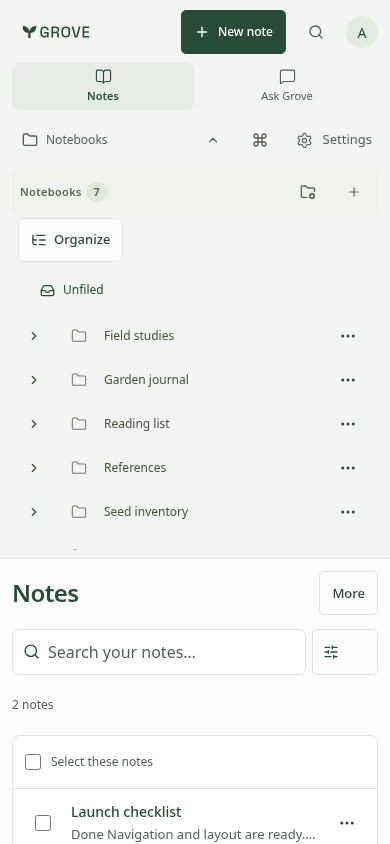 GROVE
New note
A
Notes
Ask Grove
Notebooks
Settings
Notebooks 7
Organize
Unfiled
Field studies
Garden journal
Reading list
References
Seed inventory
Notes
More
Search your notes...
2 notes
Select these notes
Launch checklist
Done Navigation and layout are ready....